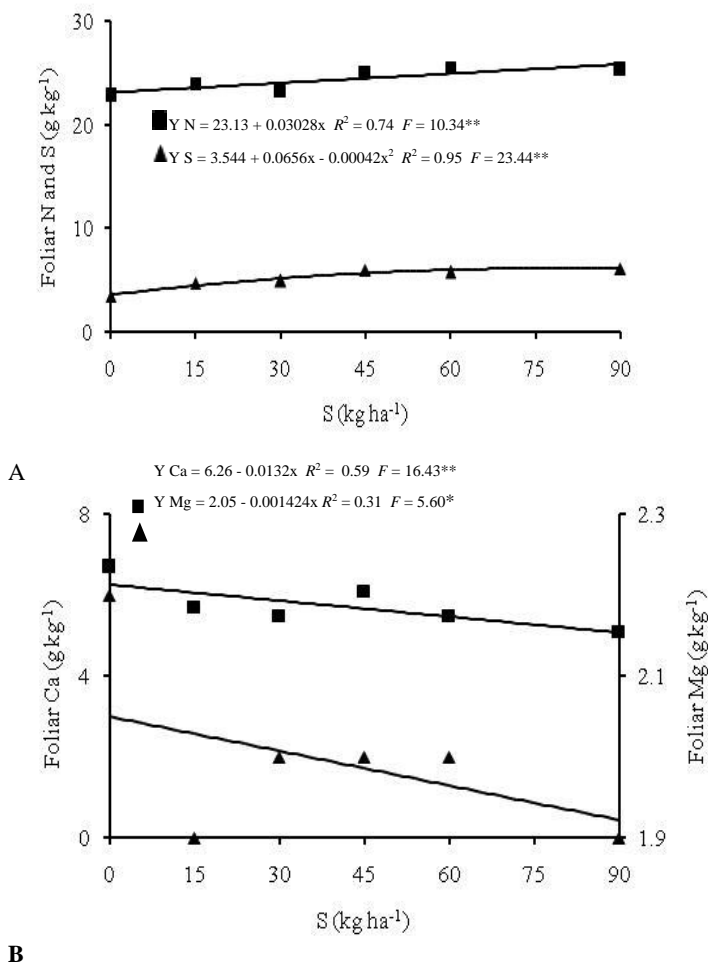 30
20
10
0
Foliar N and S (g kg⁻¹)
Y N = 23.13 + 0.03028x R² = 0.74 F = 10.34**
Y S = 3.544 + 0.0656x - 0.00042x² R² = 0.95 F = 23.44**
0 15 30 45 60 75 90
S (kg ha⁻¹)
A
Y Ca = 6.26 - 0.0132x R² = 0.59 F = 16.43**
Y Mg = 2.05 - 0.001424x R² = 0.31 F = 5.60*
8
4
0
Foliar Ca (g kg⁻¹)
2.3
2.1
1.9
Foliar Mg (g kg⁻¹)
0 15 30 45 60 75 90
S (kg ha⁻¹)
B